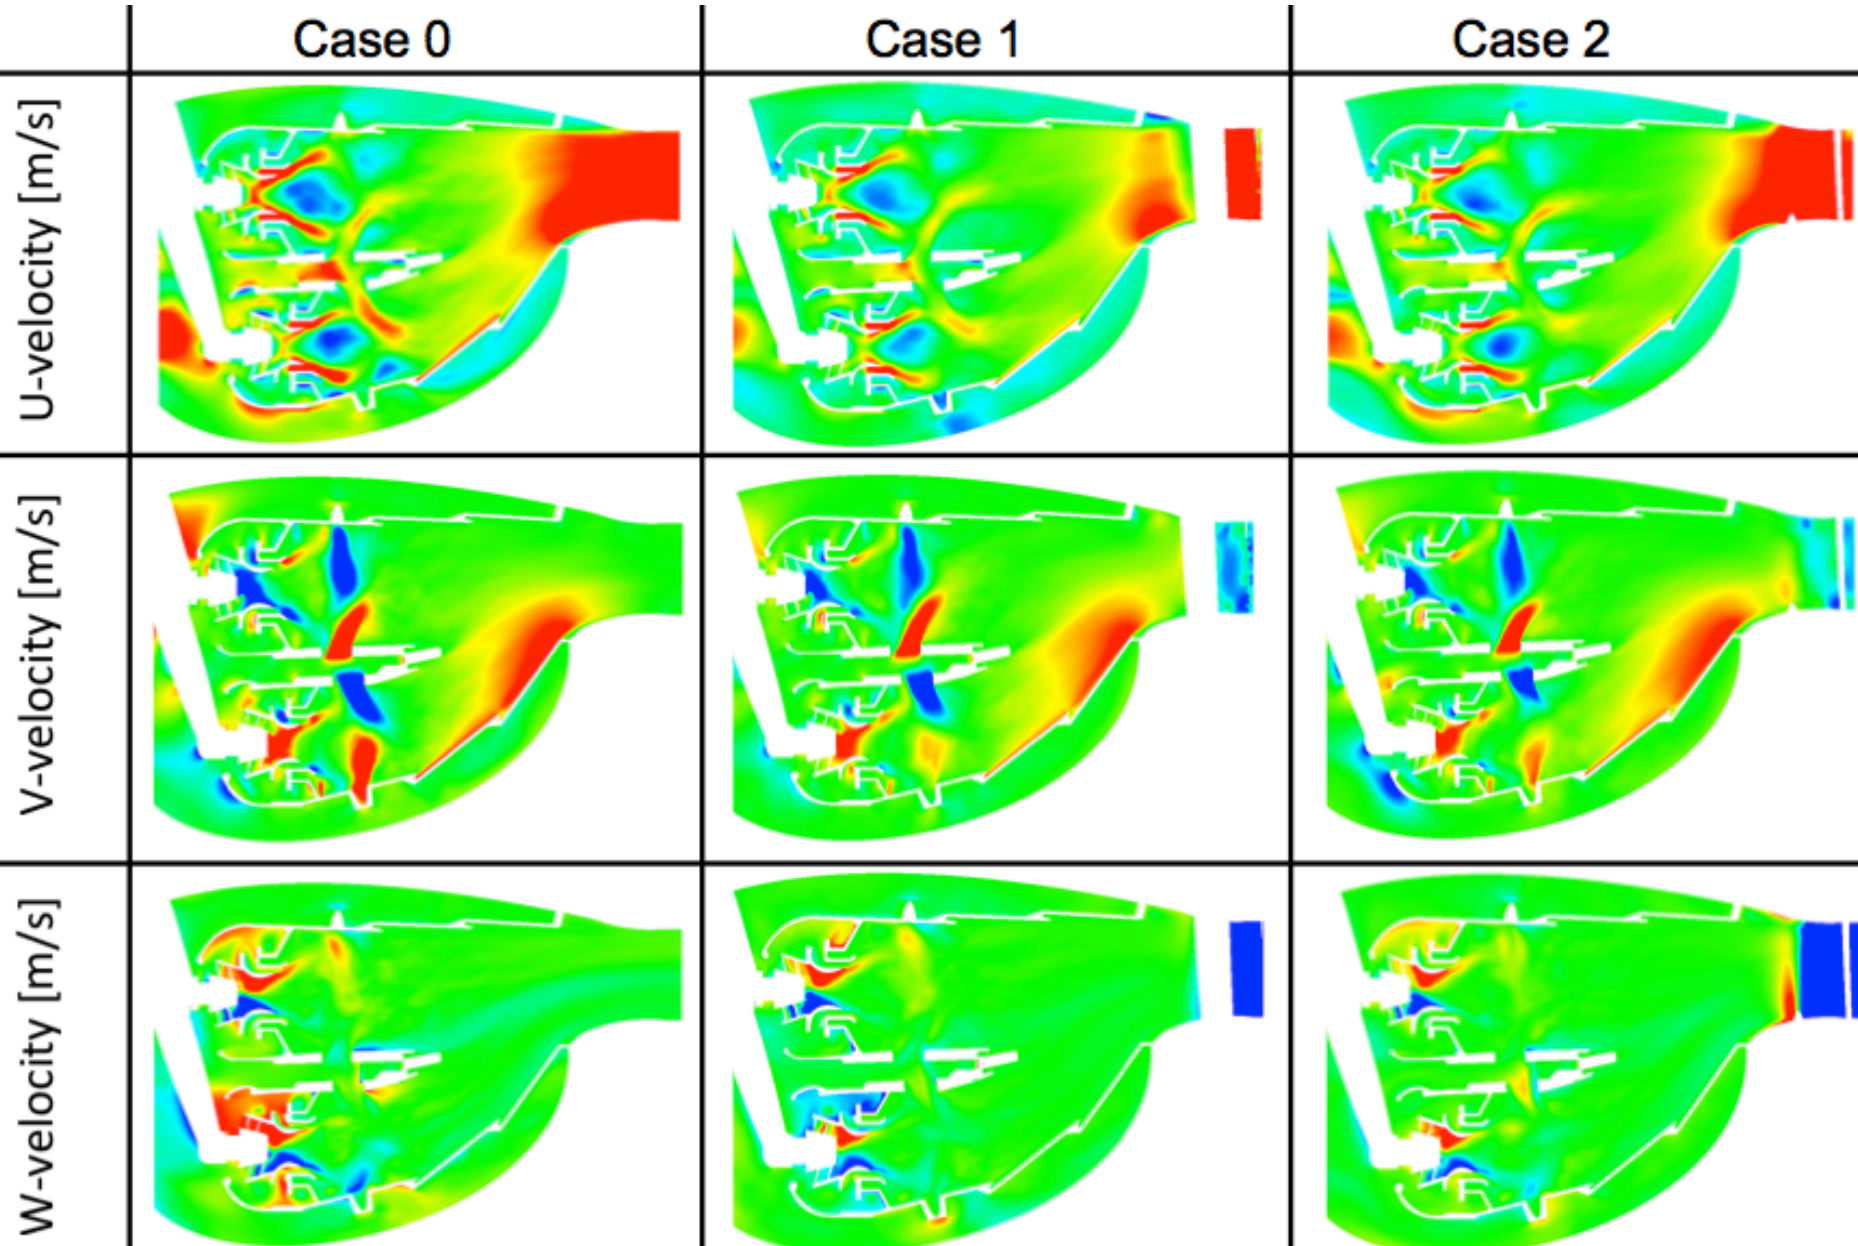 Case 0
Case 1
Case 2
U-velocity [m/s]
V-velocity [m/s]
W-velocity [m/s]